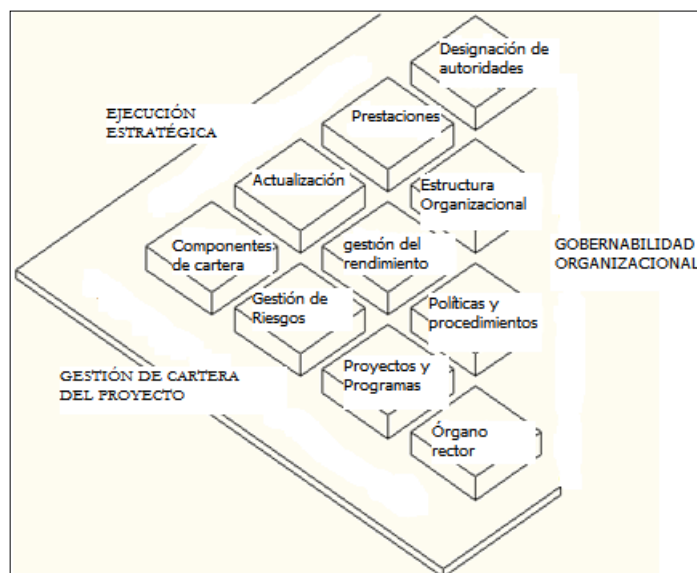 Designación de
autoridades
EJECUCIÓN
ESTRATÉGICA
Prestaciones
Actualización
Estructura
Organizacional
Componentes
de cartera
gestión del
rendimiento
GOBERNABILIDAD
ORGANIZACIONAL
Gestión de
Riesgos
Políticas y
procedimientos
GESTIÓN DE CARTERA
DEL PROYECTO
Proyectos y
Programas
Órgano
rector